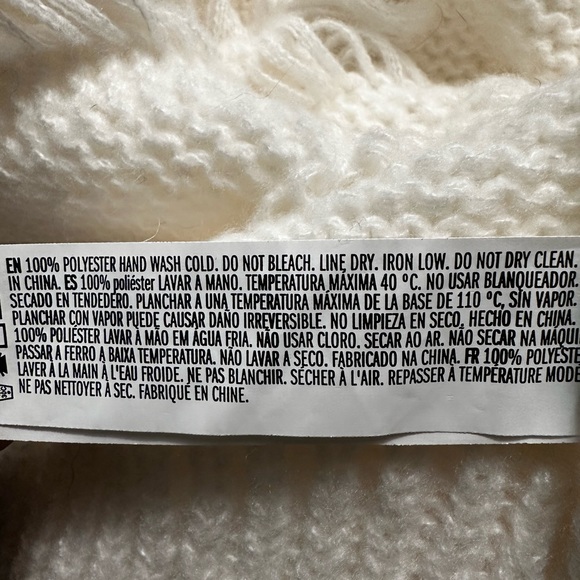 EN 100% POLYESTER HAND WASH COLD. DO NOT BLEACH. LINE DRY. IRON LOW. DO NOT DRY CLEAN.
IN CHINA. ES 100% poliéster LAVAR A MANO. TEMPERATURA MÁXIMA 40 ºC. NO USAR BLANQUEADOR.
SECADO EN TENDEDERO. PLANCHAR A UNA TEMPERATURA MÁXIMA DE LA BASE DE 110 ºC, SIN VAPOR.
PLANCHAR CON VAPOR PUEDE CAUSAR DAÑO IRREVERSIBLE. NO LIMPIEZA EN SECO. HECHO EN CHINA.
100% POLIÉSTER LAVAR À MÃO EM ÁGUA FRIA. NÃO USAR CLORO. SECAR AO AR. NÃO SECAR NA MÁQUI
PASSAR A FERRO A BAIXA TEMPERATURA. NÃO LAVAR A SECO. FABRICADO NA CHINA. FR 100% POLYESTE
LAVER À LA MAIN À L'EAU FROIDE. NE PAS BLANCHIR. SÉCHER À L'AIR. REPASSER À TEMPÉRATURE MODÉ
NE PAS NETTOYER À SEC. FABRIQUÉ EN CHINE.